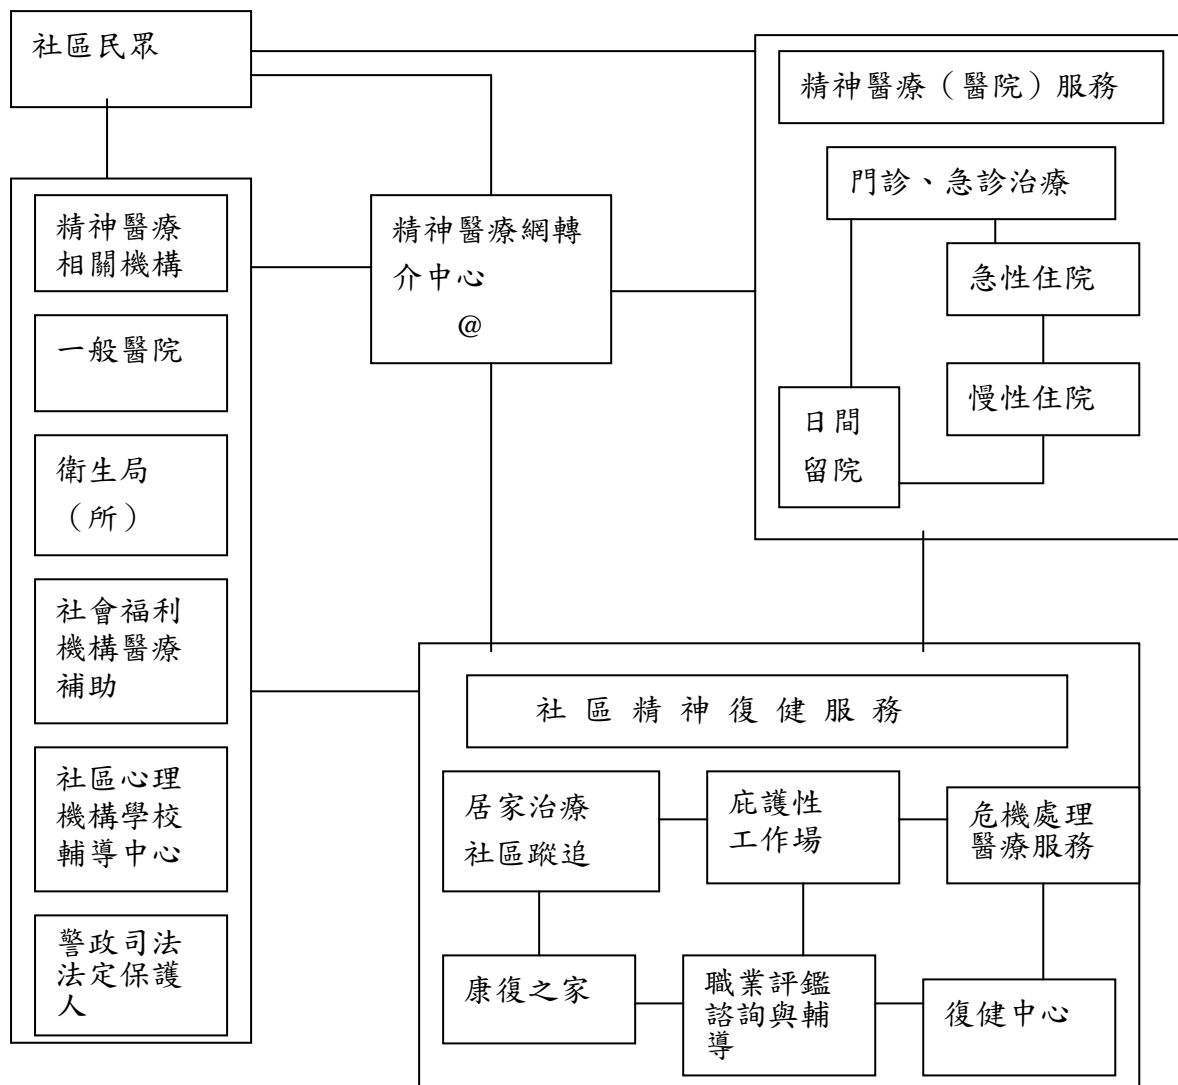 社區民眾
精神醫療（醫院）服務
門診、急診治療
急性住院
慢性住院
日間
留院
精神醫療網轉
介中心
@
精神醫療
相關機構
一般醫院
衛生局
（所）
社會福利
機構醫療
補助
社區心理
機構學校
輔導中心
警政司法
法定保護
人
社區精神復健服務
居家治療
社區蹤追
庇護性
工作場
危機處理
醫療服務
康復之家
職業評鑑
諮詢與輔
導
復健中心